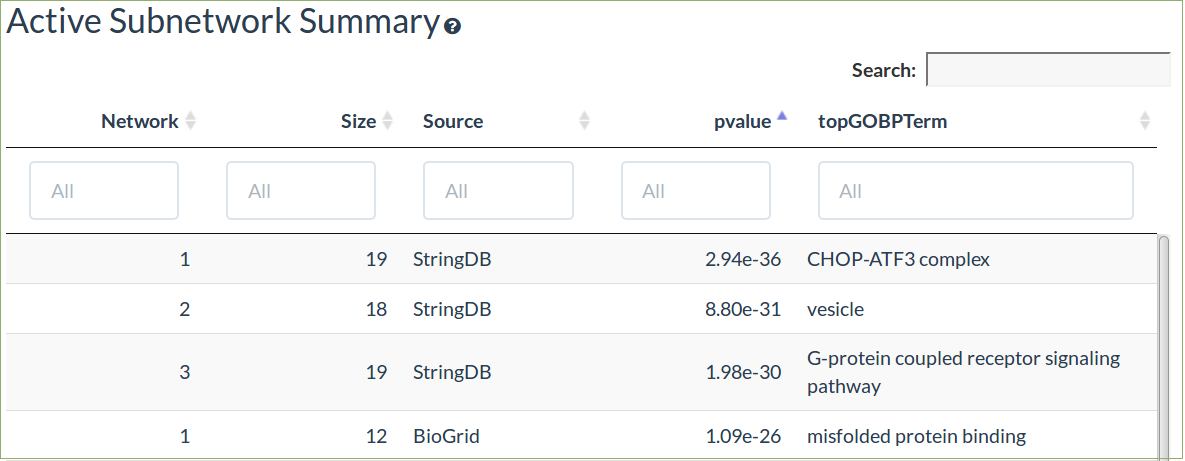 Active Subnetwork Summary ?
Search:
Network Size Source pvalue topGOBPTerm
All All All All All
1 19 StringDB 2.94e-36 CHOP-ATF3 complex
2 18 StringDB 8.80e-31 vesicle
3 19 StringDB 1.98e-30 G-protein coupled receptor signaling
pathway
1 12 BioGrid 1.09e-26 misfolded protein binding